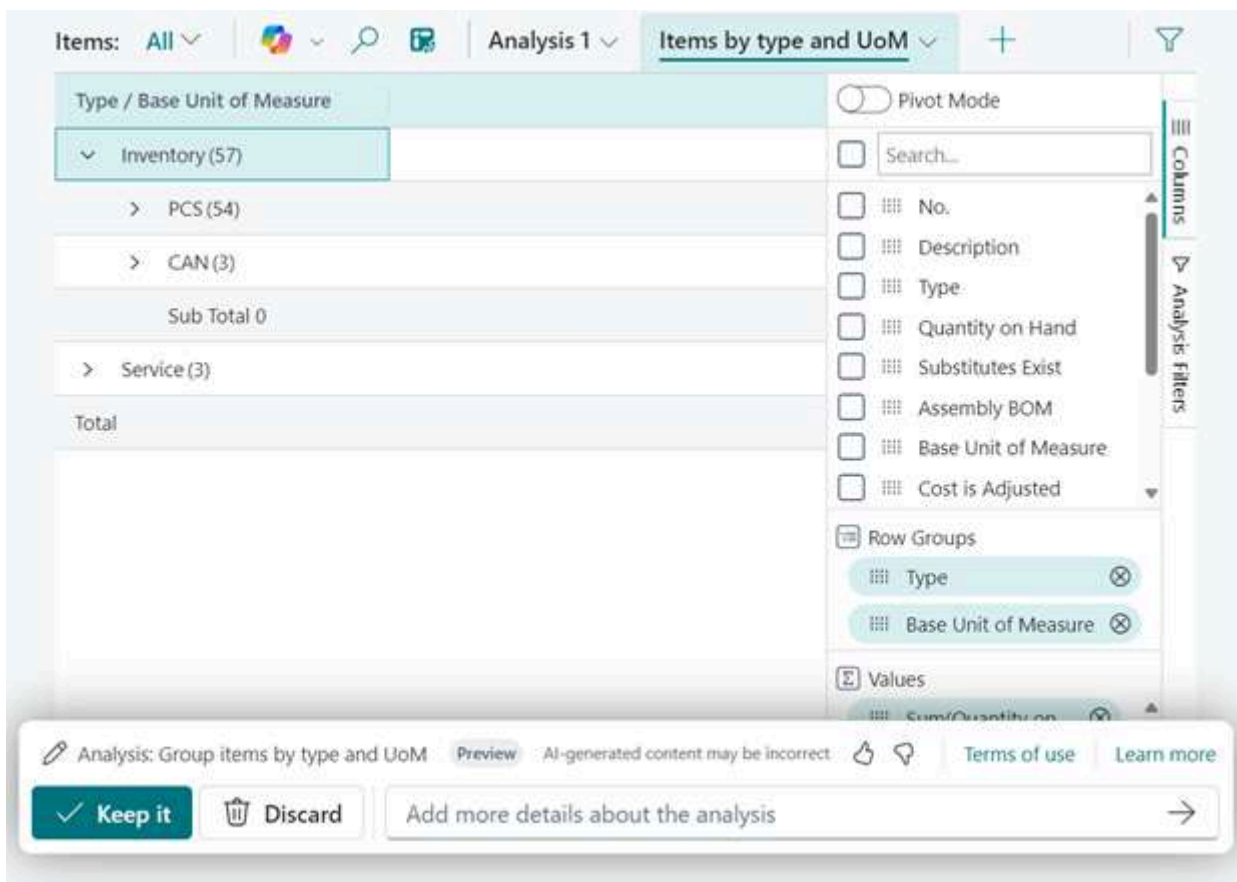 Items: All Analysis 1 Items by type and UoM
Type / Base Unit of Measure
Inventory (57)
PCS (54)
CAN (3)
Sub Total 0
Service (3)
Total
Pivot Mode
Search...
No.
Description
Type
Quantity on Hand
Substitutes Exist
Assembly BOM
Base Unit of Measure
Cost is Adjusted
Row Groups
Type
Base Unit of Measure
Values
Sum(Quantity on
Columns
Analysis Filters
Analysis: Group items by type and UoM Preview AI-generated content may be incorrect Terms of use Learn more
Keep it Discard Add more details about the analysis